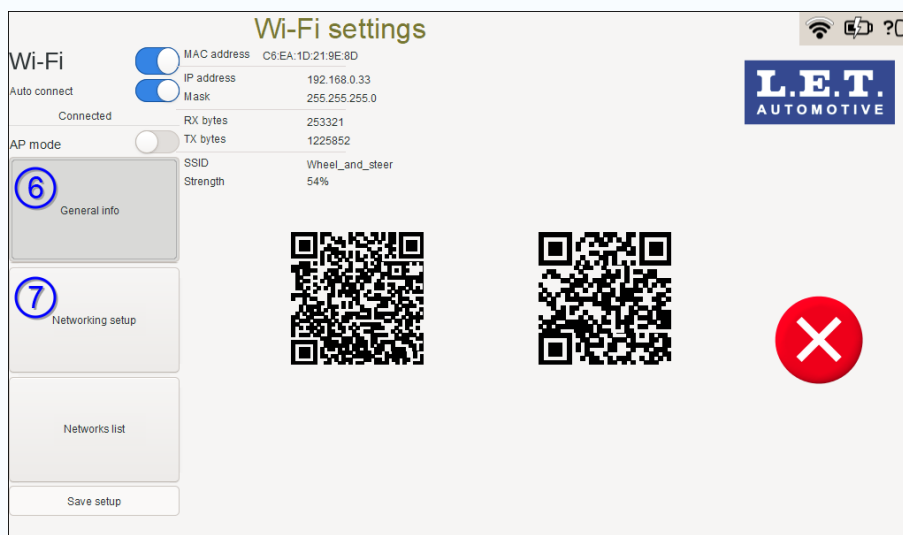 Wi-Fi settings
?
Wi-Fi
Auto connect
Connected
AP mode
MAC address C6:EA:1D:21:9E:8D
IP address 192.168.0.33
Mask 255.255.255.0
RX bytes 253321
TX bytes 1225852
SSID Wheel_and_steer
Strength 54%
L.E.T.
AUTOMOTIVE
6
General info
7
Networking setup
Networks list
Save setup